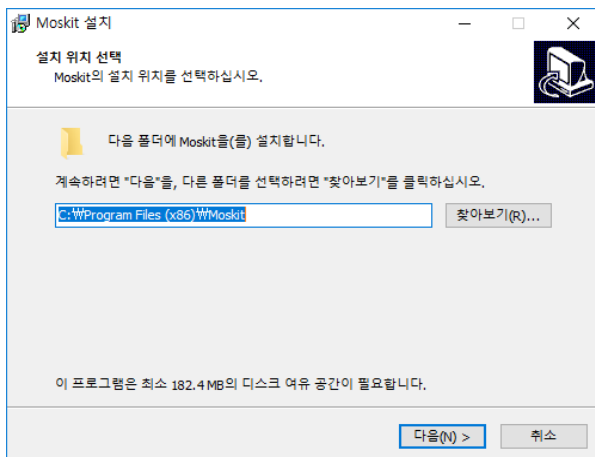 Moskit 설치
설치 위치 선택
Moskit의 설치 위치를 선택하십시오.
다음 폴더에 Moskit을(를) 설치합니다.
계속하려면 "다음"을, 다른 폴더를 선택하려면 "찾아보기"를 클릭하십시오.
C:₩Program Files (x86)₩Moskit
찾아보기(R)...
이 프로그램은 최소 182.4 MB의 디스크 여유 공간이 필요합니다.
다음(N) >
취소